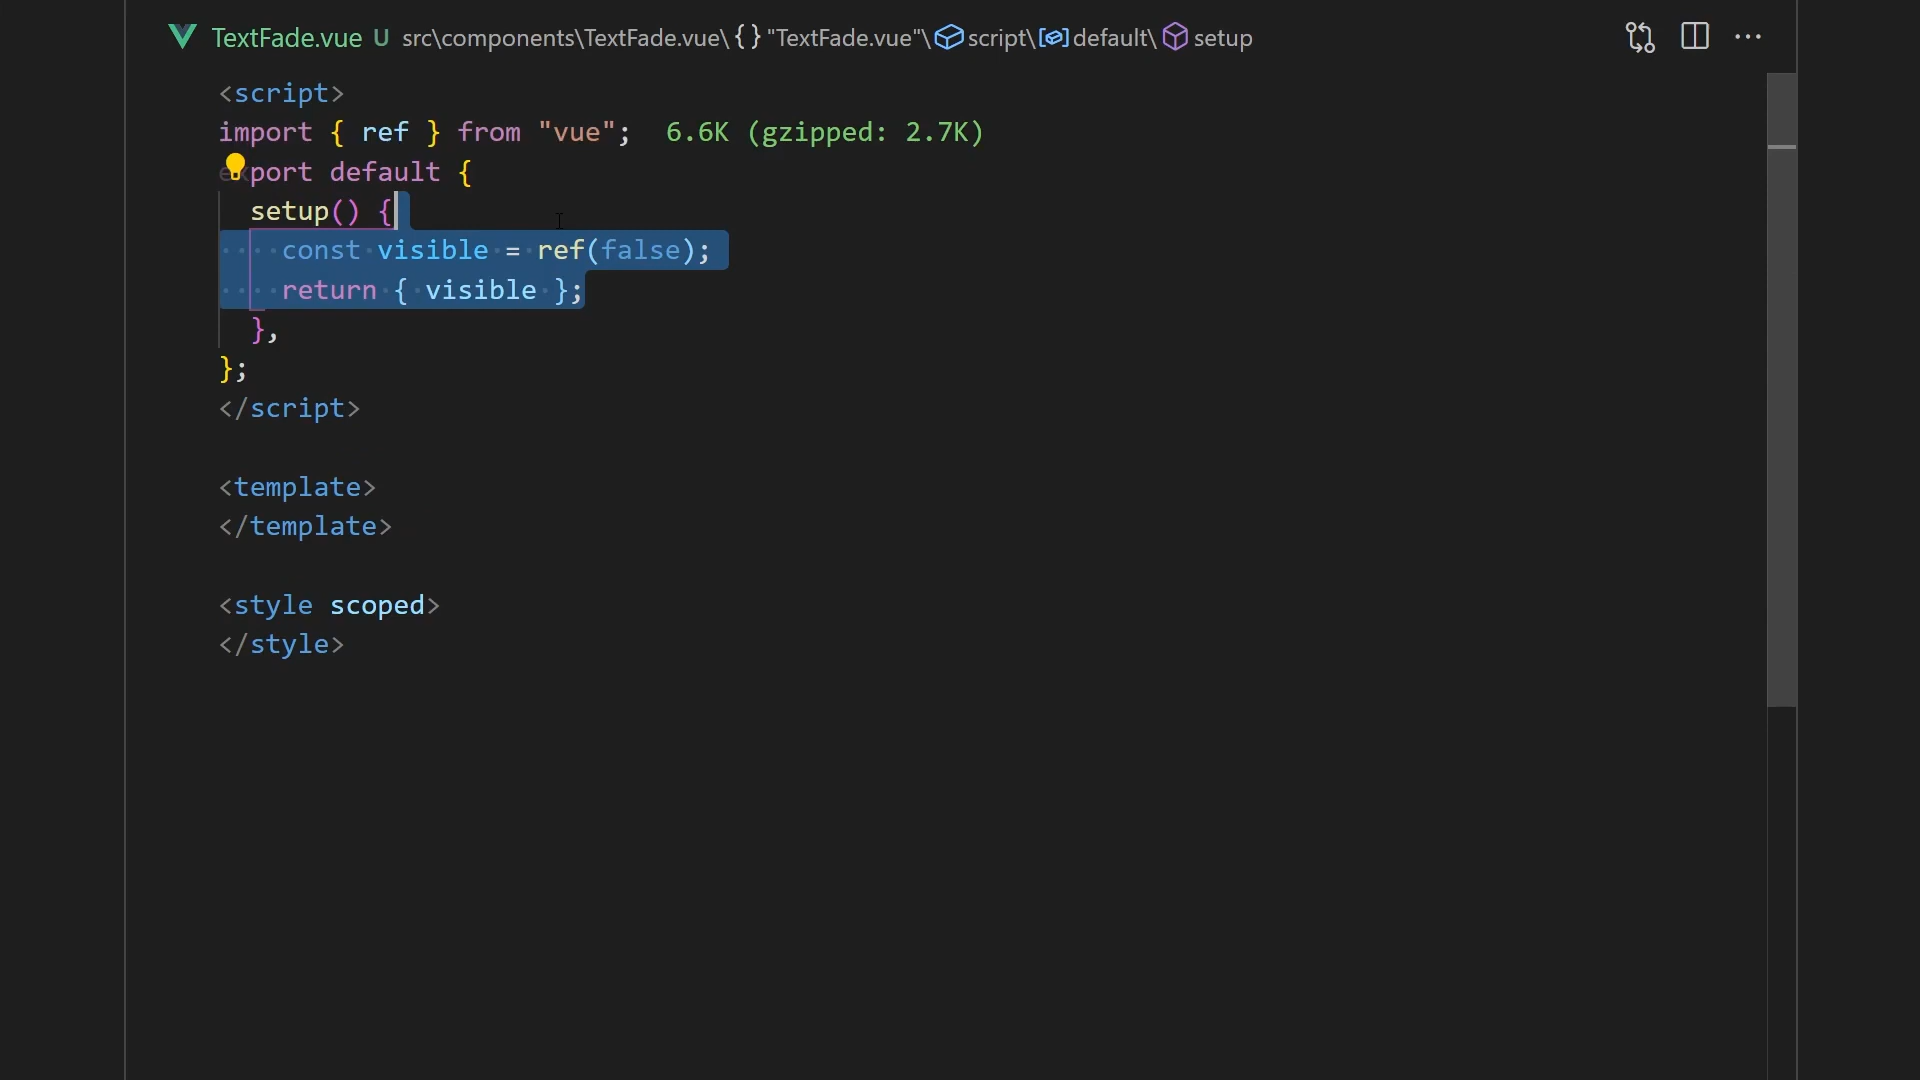 TextFade.vue U src\components\TextFade.vue\{} "TextFade.vue"\script\default\setup
<script>
import { ref } from "vue"; 6.6K (gzipped: 2.7K)
export default {
  setup() {
    const visible = ref(false);
    return { visible };
  },
};
</script>

<template>
</template>

<style scoped>
</style>